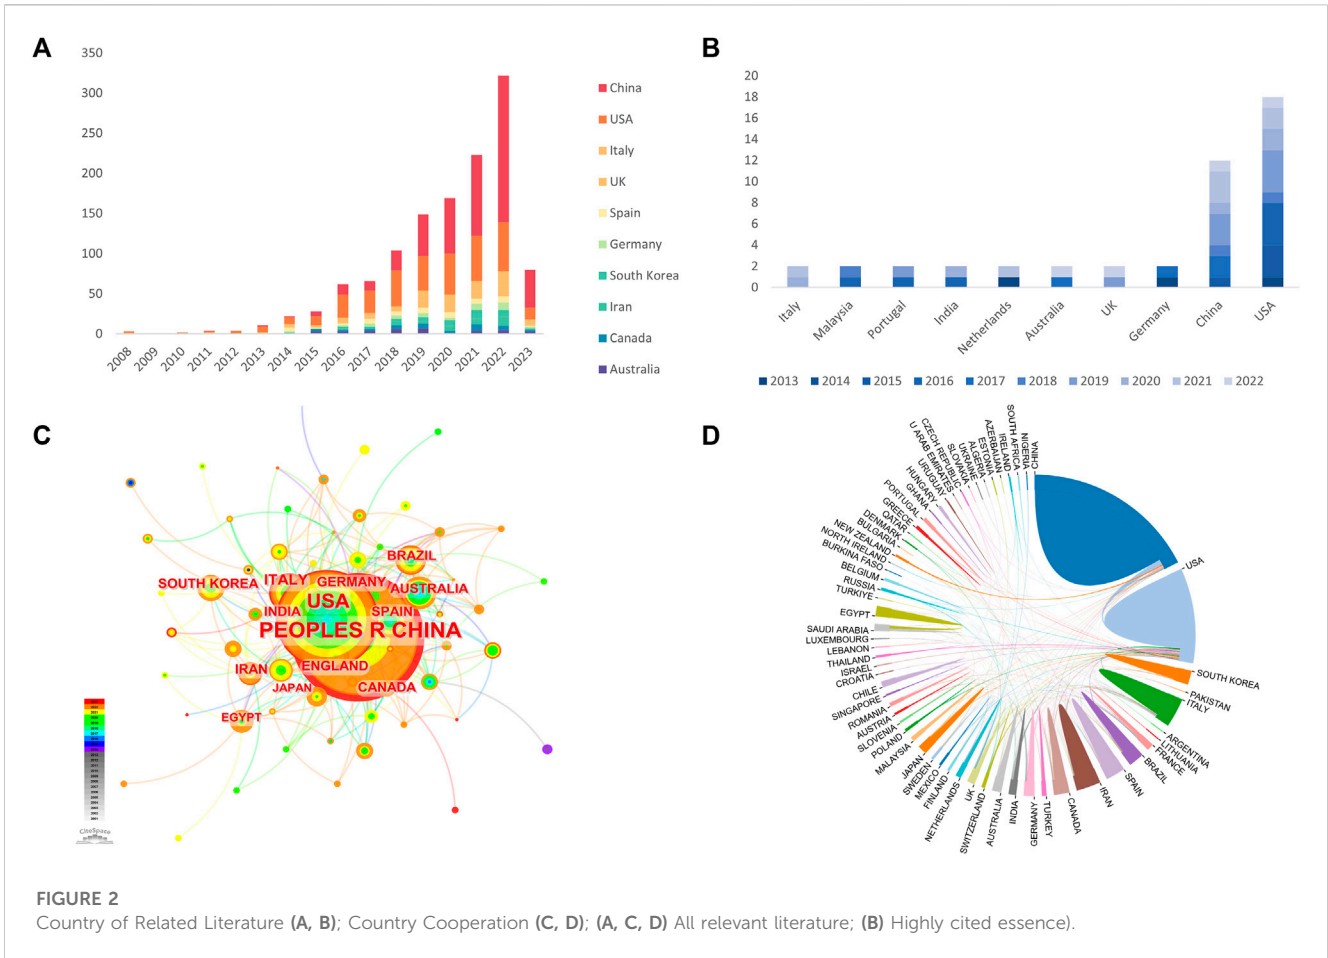 A
350
300
250
200
150
100
50
0
2008
2009
2010
2011
2012
2013
2014
2015
2016
2017
2018
2019
2020
2021
2022
2023
China
USA
Italy
UK
Spain
Germany
South Korea
Iran
Canada
Australia
B
20
18
16
14
12
10
8
6
4
2
0
Italy
Malaysia
Portugal
India
Netherlands
Australia
UK
Germany
China
USA
2013 2014 2015 2016 2017 2018 2019 2020 2021 2022
C
BRAZIL
SOUTH KOREA
ITALY
GERMANY
AUSTRALIA
USA
INDIA
SPAIN
PEOPLES R CHINA
IRAN
ENGLAND
JAPAN
CANADA
EGYPT
CiteSpace
D
CHINA
USA
SOUTH KOREA
PAKISTAN
ITALY
ARGENTINA
LITHUANIA
FRANCE
BRAZIL
SPAIN
IRAN
CANADA
TURKEY
GERMANY
INDIA
AUSTRALIA
SWITZERLAND
UK
NETHERLANDS
FINLAND
MEXICO
SWEDEN
JAPAN
MALAYSIA
POLAND
SLOVENIA
AUSTRIA
ROMANIA
SINGAPORE
CHILE
CROATIA
ISRAEL
THAILAND
LEBANON
LUXEMBOURG
SAUDI ARABIA
EGYPT
TURKIYE
RUSSIA
BELGIUM
BURKINA FASO
NORTH IRELAND
NEW ZEALAND
BULGARIA
DENMARK
QATAR
GREECE
PORTUGAL
GHANA
HUNGARY
URUGUAY
U ARAB EMIRATES
CZECH REPUBLIC
SLOVAKIA
UKRAINE
ALGERIA
ESTONIA
AZERBAIJAN
IRELAND
SOUTH AFRICA
NIGERIA
FIGURE 2
Country of Related Literature (A, B); Country Cooperation (C, D); (A, C, D) All relevant literature; (B) Highly cited essence).